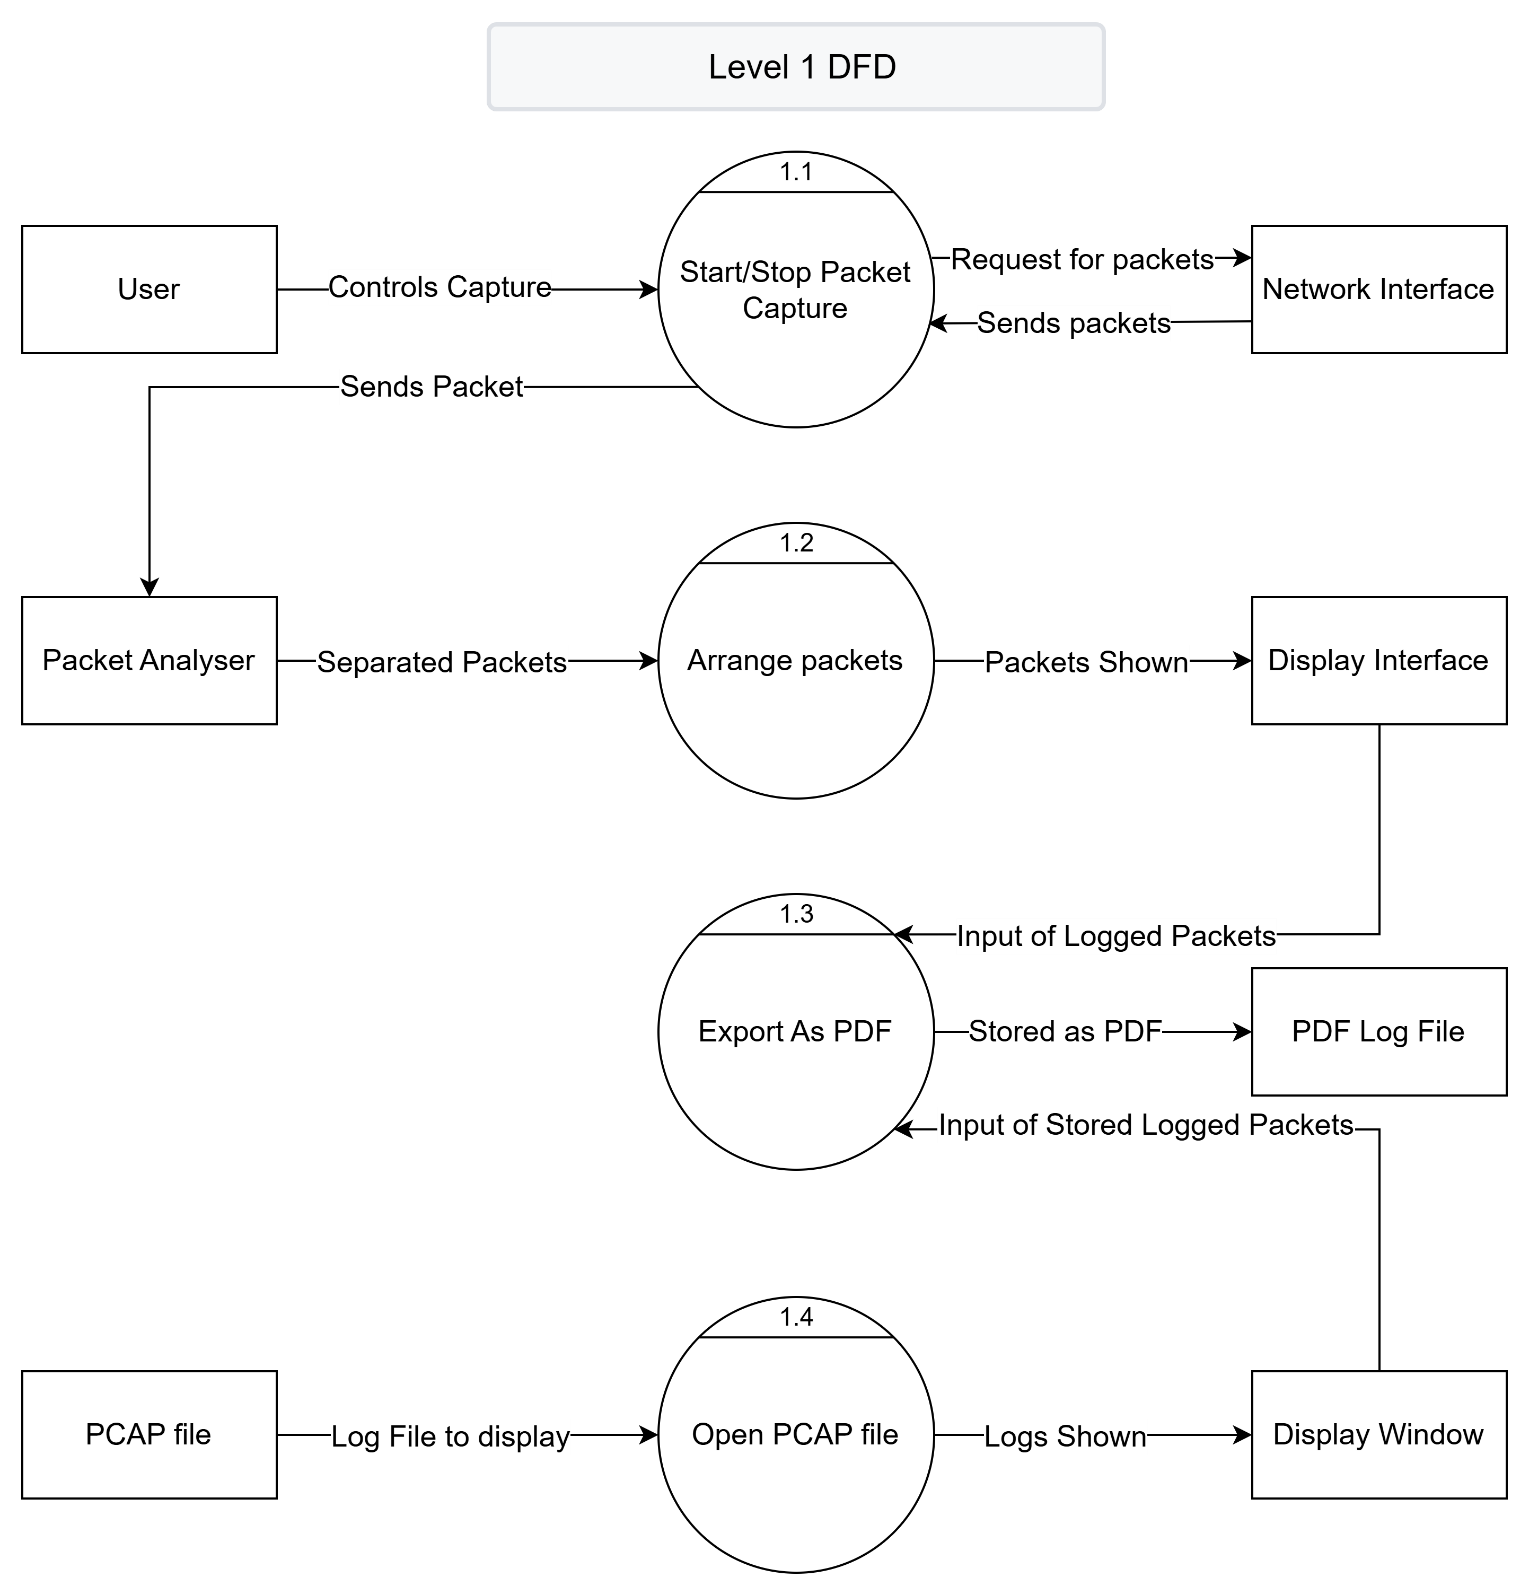 Level 1 DFD
1.1
User
Controls Capture
Start/Stop Packet
Capture
Request for packets
Sends packets
Network Interface
Sends Packet
1.2
Packet Analyser
Separated Packets
Arrange packets
Packets Shown
Display Interface
1.3
Input of Logged Packets
Export As PDF
Stored as PDF
PDF Log File
Input of Stored Logged Packets
1.4
PCAP file
Log File to display
Open PCAP file
Logs Shown
Display Window